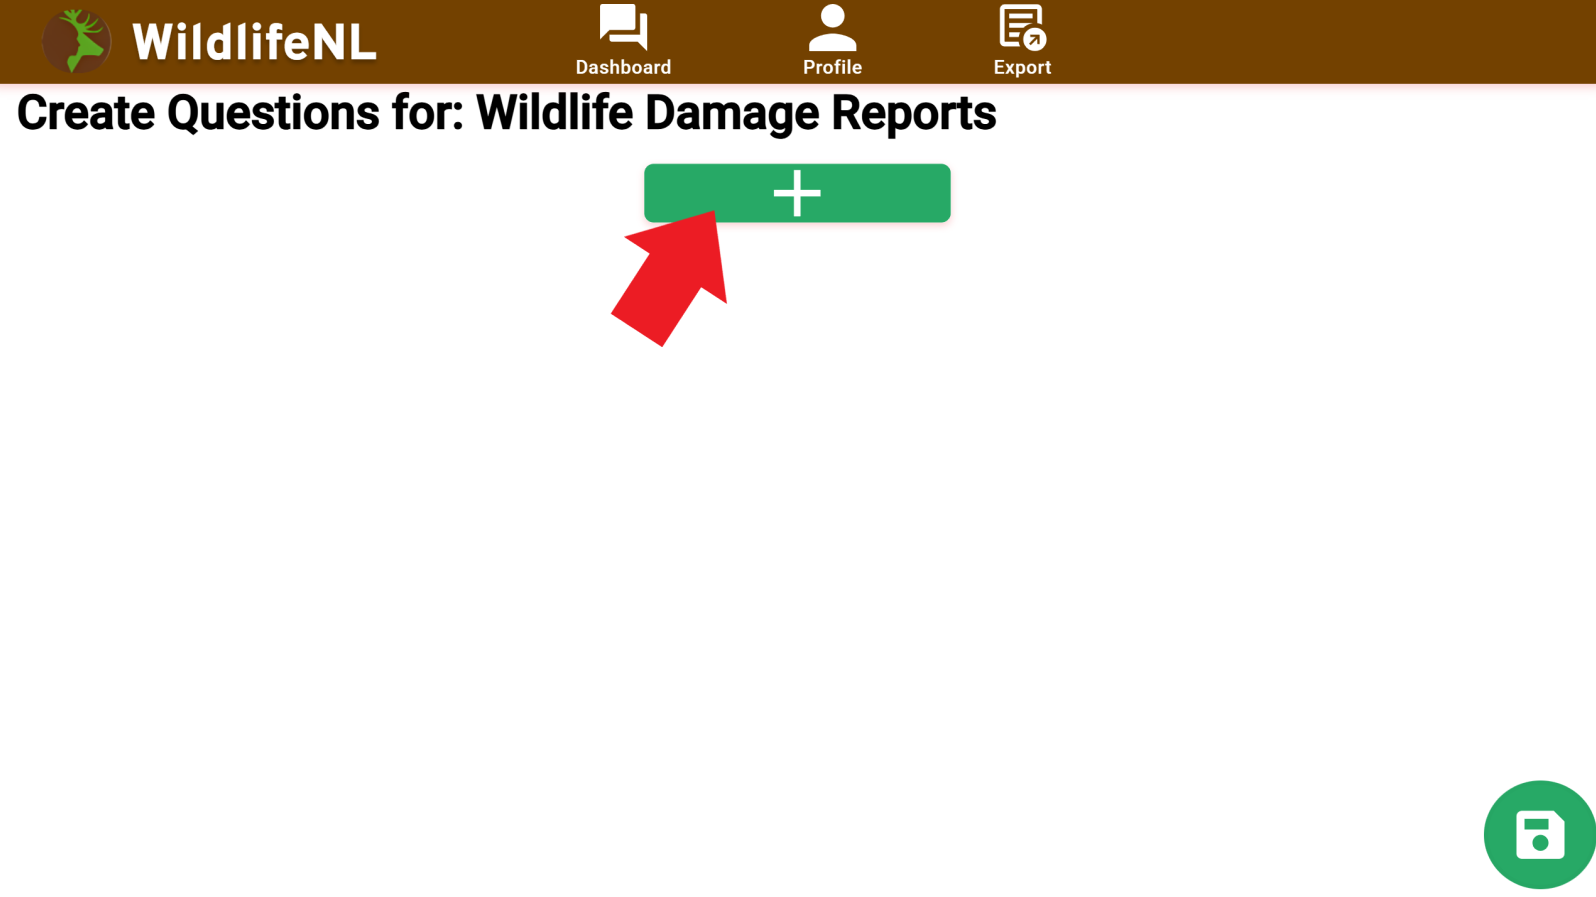 WildlifeNL
Dashboard
Profile
Export
Create Questions for: Wildlife Damage Reports